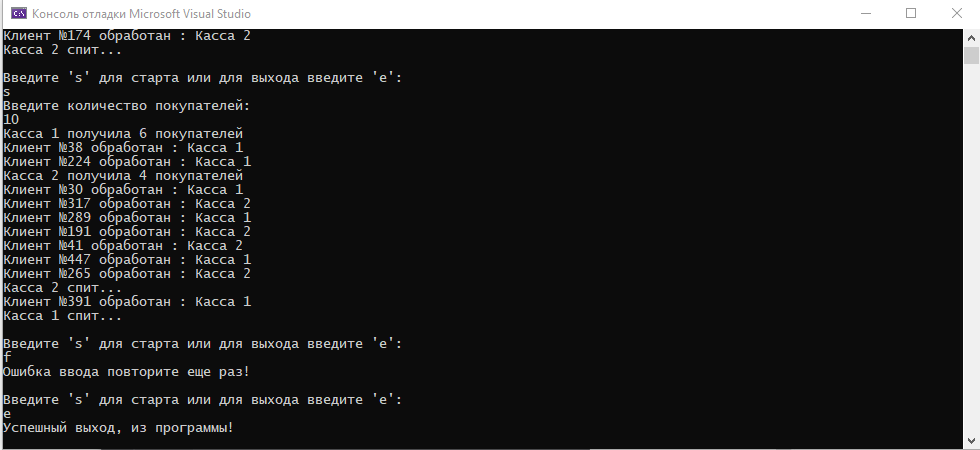 Консоль отладки Microsoft Visual Studio
Клиент №174 обработан : Касса 2
Касса 2 спит...
Введите 's' для старта или для выхода введите 'e':
s
Введите количество покупателей:
10
Касса 1 получила 6 покупателей
Клиент №38 обработан : Касса 1
Клиент №224 обработан : Касса 1
Касса 2 получила 4 покупателей
Клиент №30 обработан : Касса 1
Клиент №317 обработан : Касса 2
Клиент №289 обработан : Касса 1
Клиент №191 обработан : Касса 2
Клиент №41 обработан : Касса 2
Клиент №447 обработан : Касса 1
Клиент №265 обработан : Касса 2
Касса 2 спит...
Клиент №391 обработан : Касса 1
Касса 1 спит...
Введите 's' для старта или для выхода введите 'e':
f
Ошибка ввода повторите еще раз!
Введите 's' для старта или для выхода введите 'e':
e
Успешный выход, из программы!